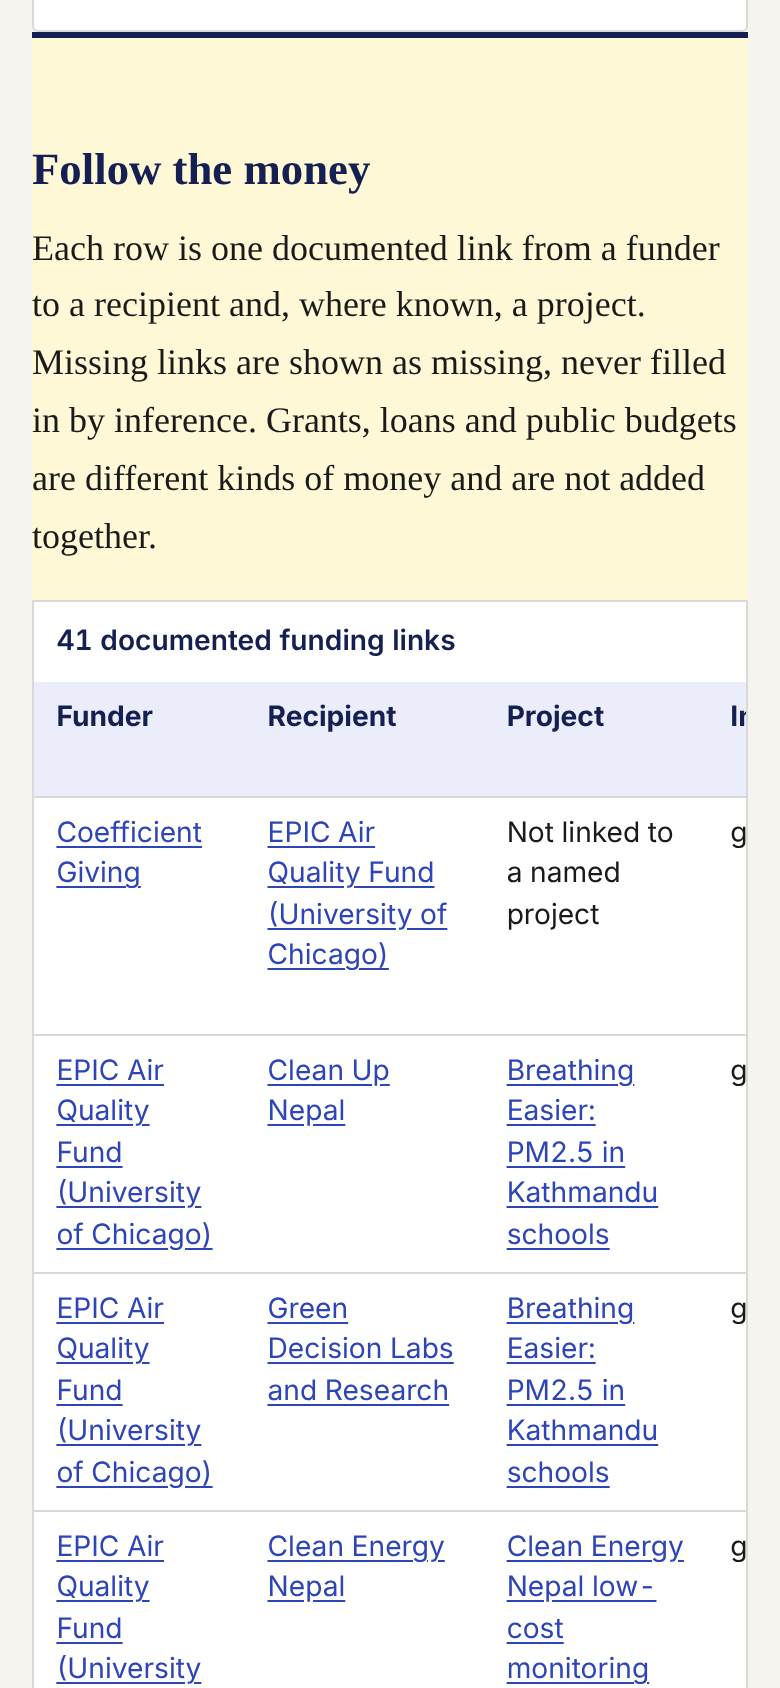 Follow the money
Each row is one documented link from a funder
to a recipient and, where known, a project.
Missing links are shown as missing, never filled
in by inference. Grants, loans and public budgets
are different kinds of money and are not added
together.
41 documented funding links
Funder Recipient Project
Coefficient EPIC Air Not linked to g
Giving Quality Fund a named
(University of project
Chicago)
EPIC Air Clean Up Breathing g
Quality Nepal Easier:
Fund PM2.5 in
(University Kathmandu
of Chicago) schools
EPIC Air Green Breathing g
Quality Decision Labs Easier:
Fund and Research PM2.5 in
(University Kathmandu
of Chicago) schools
EPIC Air Clean Energy Clean Energy g
Quality Nepal Nepal low-
Fund cost
(University monitoring